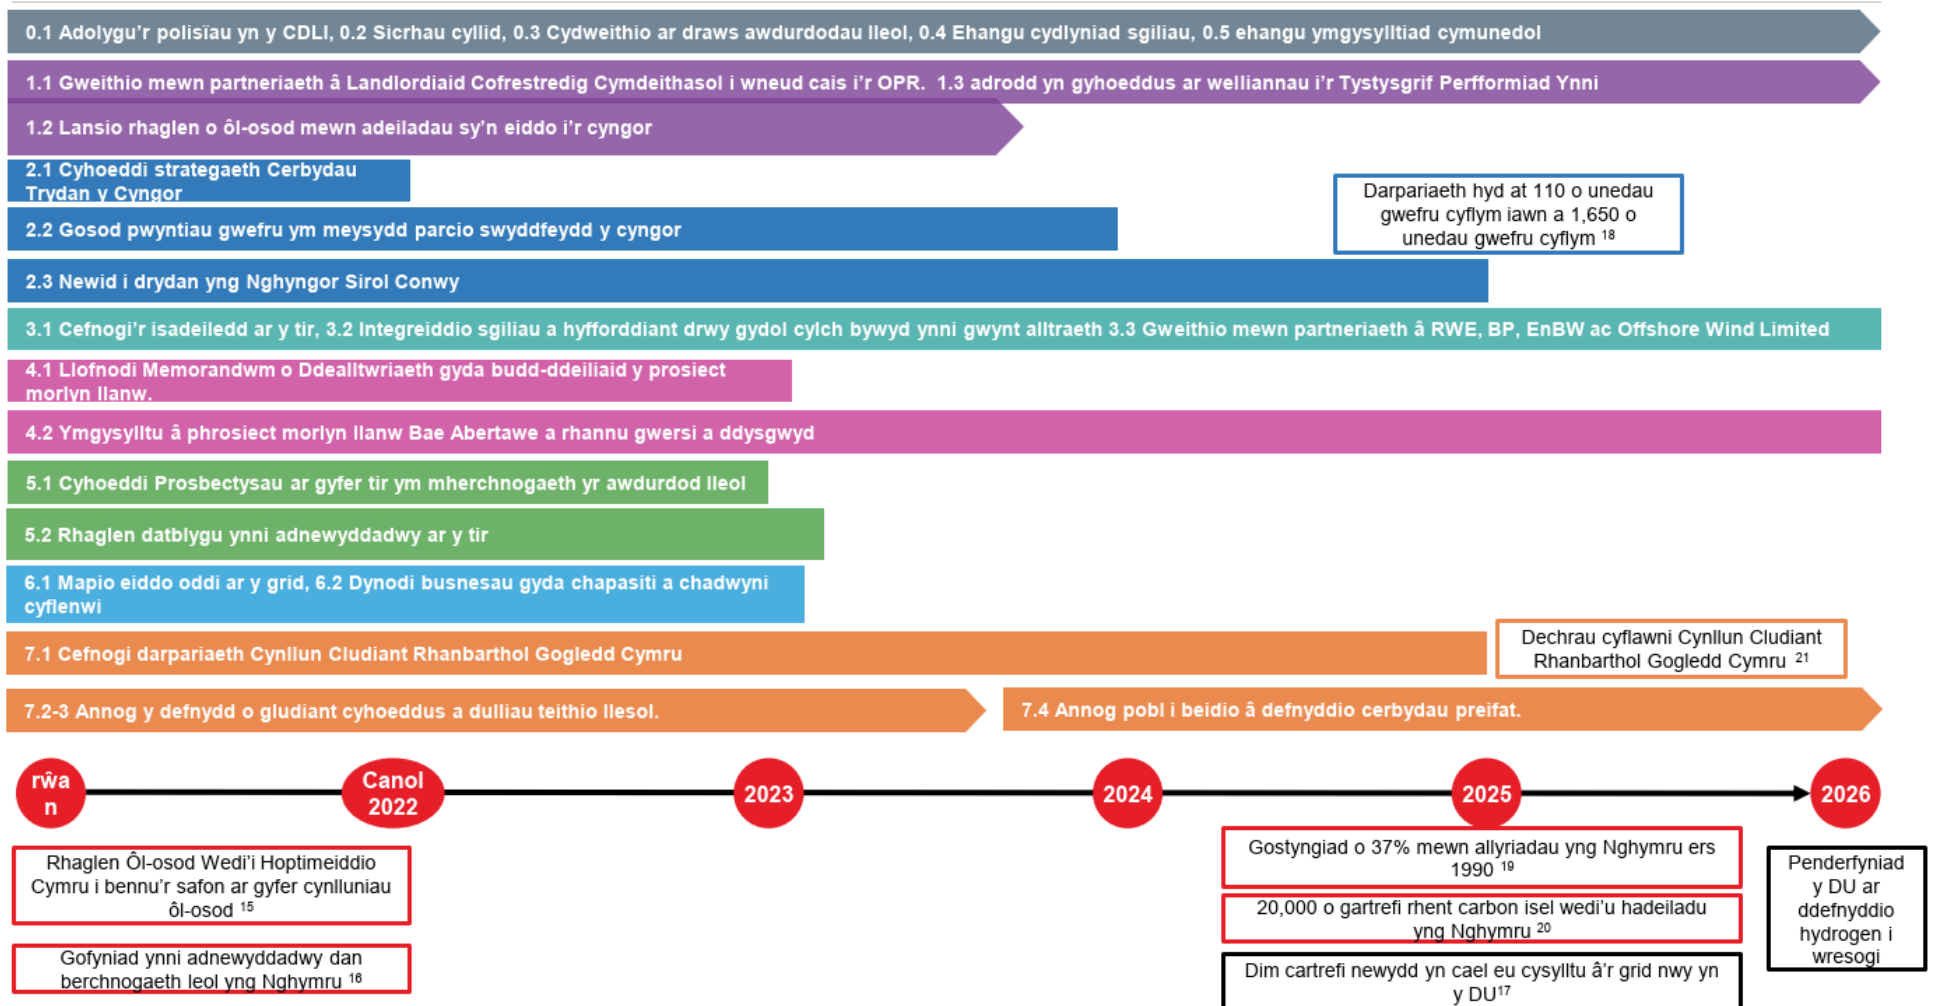 0.1 Adolygu’r polisïau yn y CDLl, 0.2 Sicrhau cyllid, 0.3 Cydweithio ar draws awdurdodau lleol, 0.4 Ehangu cydlyniad sgiliau, 0.5 ehangu ymgysylltiad cymunedol
1.1 Gweithio mewn partneriaeth â Landlordiaid Cofrestredig Cymdeithasol i wneud cais i’r OPR. 1.3 adrodd yn gyhoeddus ar welliannau i’r Tystysgrif Perfformiad Ynni
1.2 Lansio rhaglen o ôl-osod mewn adeiladau sy’n eiddo i’r cyngor
2.1 Cyhoeddi strategaeth Cerbydau
Trydan y Cyngor
Darpariaeth hyd at 110 o unedau
gwefru cyflym iawn a 1,650 o
unedau gwefru cyflym 18
2.2 Gosod pwyntiau gwefru ym meysydd parcio swyddfeydd y cyngor
2.3 Newid i drydan yng Nghyngor Sirol Conwy
3.1 Cefnogi’r isadeiledd ar y tir, 3.2 Integreiddio sgiliau a hyfforddiant drwy gydol cylch bywyd ynni gwynt alltraeth 3.3 Gweithio mewn partneriaeth â RWE, BP, EnBW ac Offshore Wind Limited
4.1 Llofnodi Memorandwm o Ddealltwriaeth gyda budd-ddeiliaid y prosiect
morlyn llanw.
4.2 Ymgysylltu â phrosiect morlyn llanw Bae Abertawe a rhannu gwersi a ddysgwyd
5.1 Cyhoeddi Prosbectysau ar gyfer tir ym mherchnogaeth yr awdurdod lleol
5.2 Rhaglen datblygu ynni adnewyddadwy ar y tir
6.1 Mapio eiddo oddi ar y grid, 6.2 Dynodi busnesau gyda chapasiti a chadwyni
cyflenwi
7.1 Cefnogi darpariaeth Cynllun Cludiant Rhanbarthol Gogledd Cymru
Dechrau cyflawni Cynllun Cludiant
Rhanbarthol Gogledd Cymru 21
7.2-3 Annog y defnydd o gludiant cyhoeddus a dulliau teithio llesol.
7.4 Annog pobl i beidio â defnyddio cerbydau preifat.
rŵa
n
Canol
2022
2023
2024
2025
2026
Rhaglen Ôl-osod Wedi’i Hoptimeiddio
Cymru i bennu’r safon ar gyfer cynlluniau
ôl-osod 15
Gofyniad ynni adnewyddadwy dan
berchnogaeth leol yng Nghymru 16
Gostyngiad o 37% mewn allyriadau yng Nghymru ers
1990 19
20,000 o gartrefi rhent carbon isel wedi’u hadeiladu
yng Nghymru 20
Dim cartrefi newydd yn cael eu cysylltu â’r grid nwy yn
y DU17
Penderfyniad
y DU ar
ddefnyddio
hydrogen i
wresogi